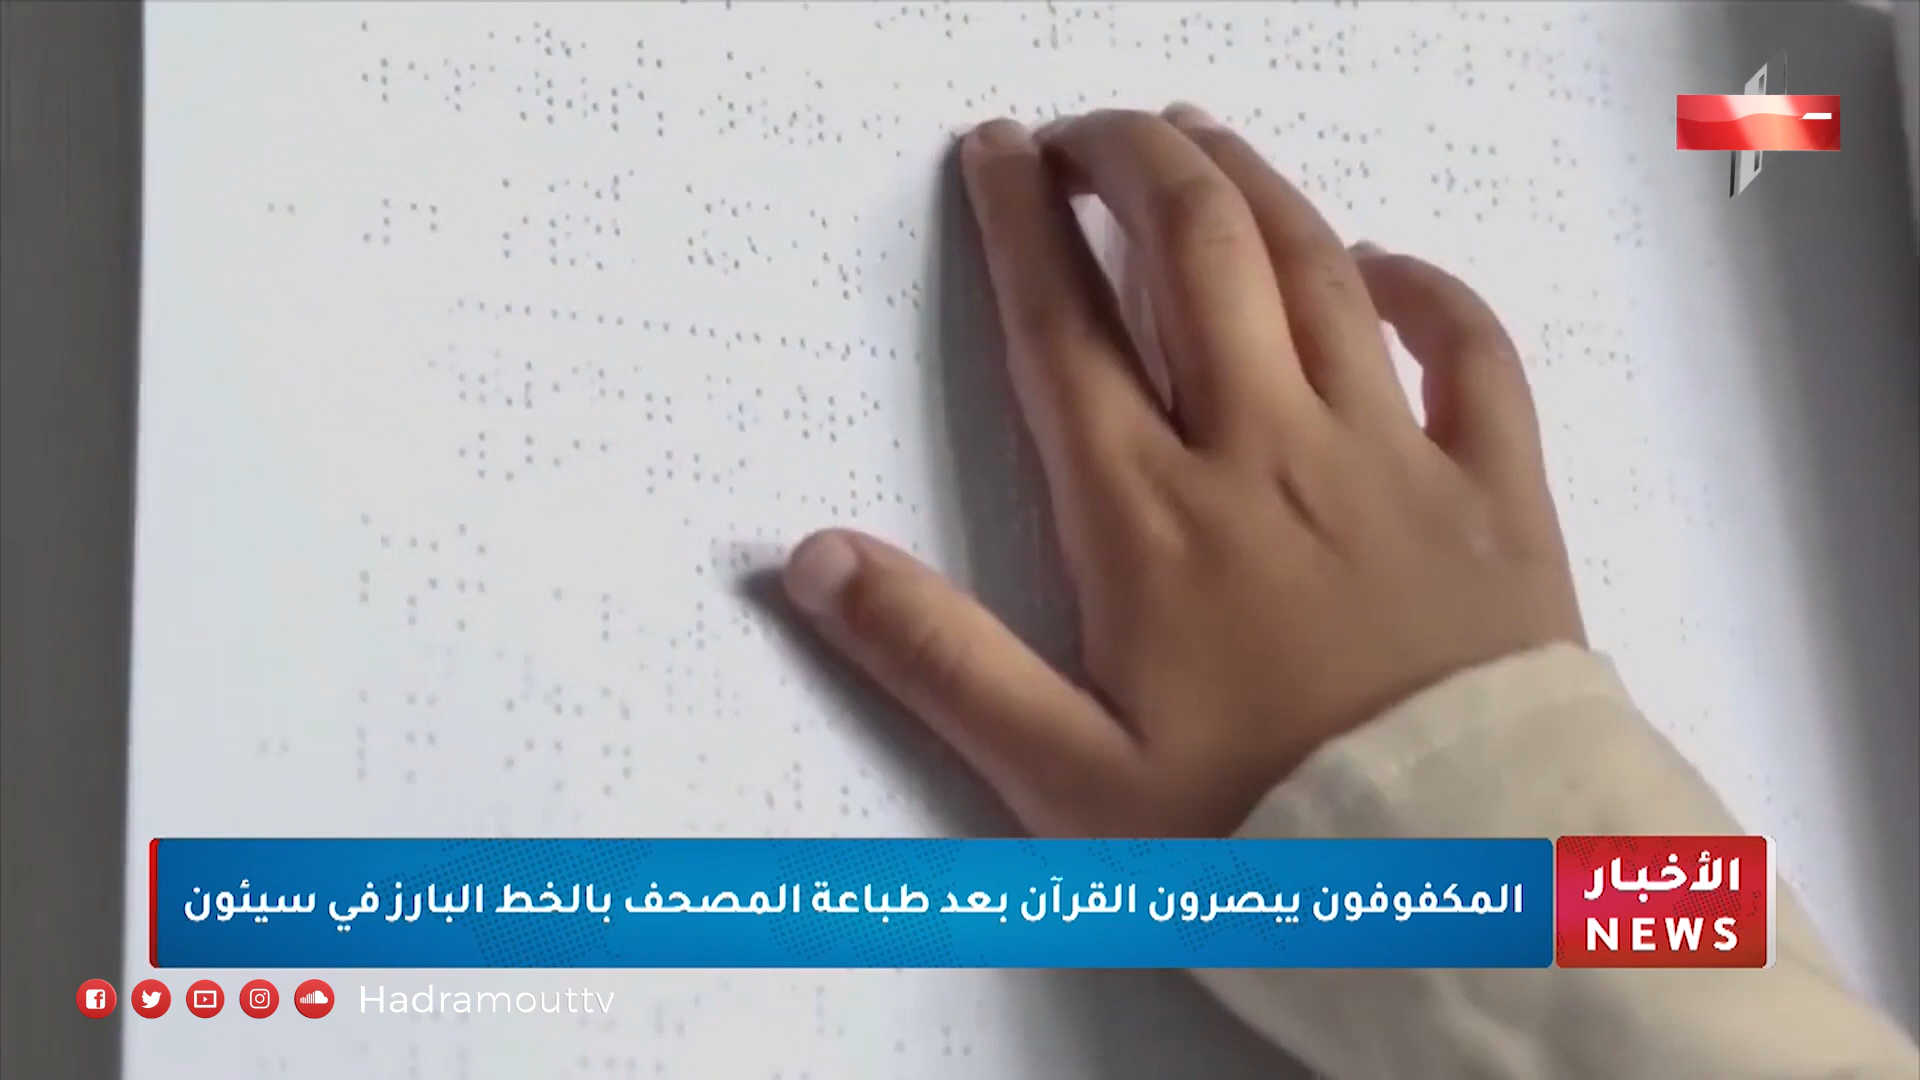 المكفوفون يبصرون القرآن بعد طباعة المصحف بالخط البارز في سيئون
الأخبار
NEWS
Hadramouttv